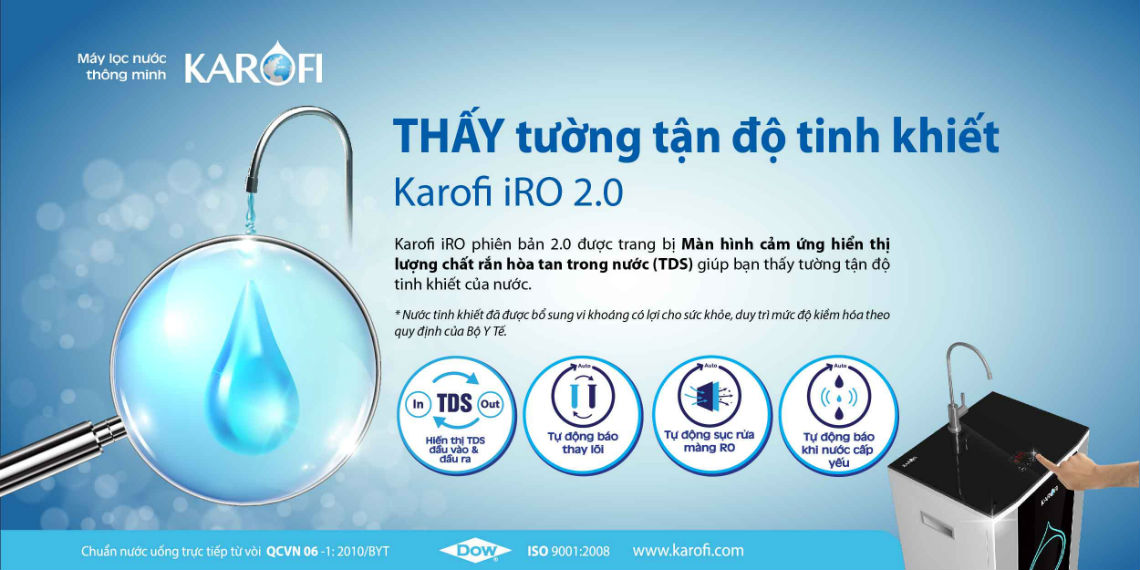 Máy lọc nước
thông minh
KAROFI
THẤY tường tận độ tinh khiết
Karofi iRO 2.0
Karofi iRO phiên bản 2.0 được trang bị Màn hình cảm ứng hiển thị
lượng chất rắn hòa tan trong nước (TDS) giúp bạn thấy tường tận độ
tinh khiết của nước.
* Nước tinh khiết đã được bổ sung vi khoáng có lợi cho sức khỏe, duy trì mức độ kiềm hóa theo
quy định của Bộ Y Tế.
In TDS Out
Hiển thị TDS
đầu vào &
đầu ra
Auto
Tự động báo
thay lõi
Auto
Tự động sục rửa
màng RO
Auto
Tự động báo
khi nước cấp
yếu
KAROFI
KAROFI
Chuẩn nước uống trực tiếp từ vòi QCVN 06 -1: 2010/BYT
Dow®
ISO 9001:2008
www.karofi.com